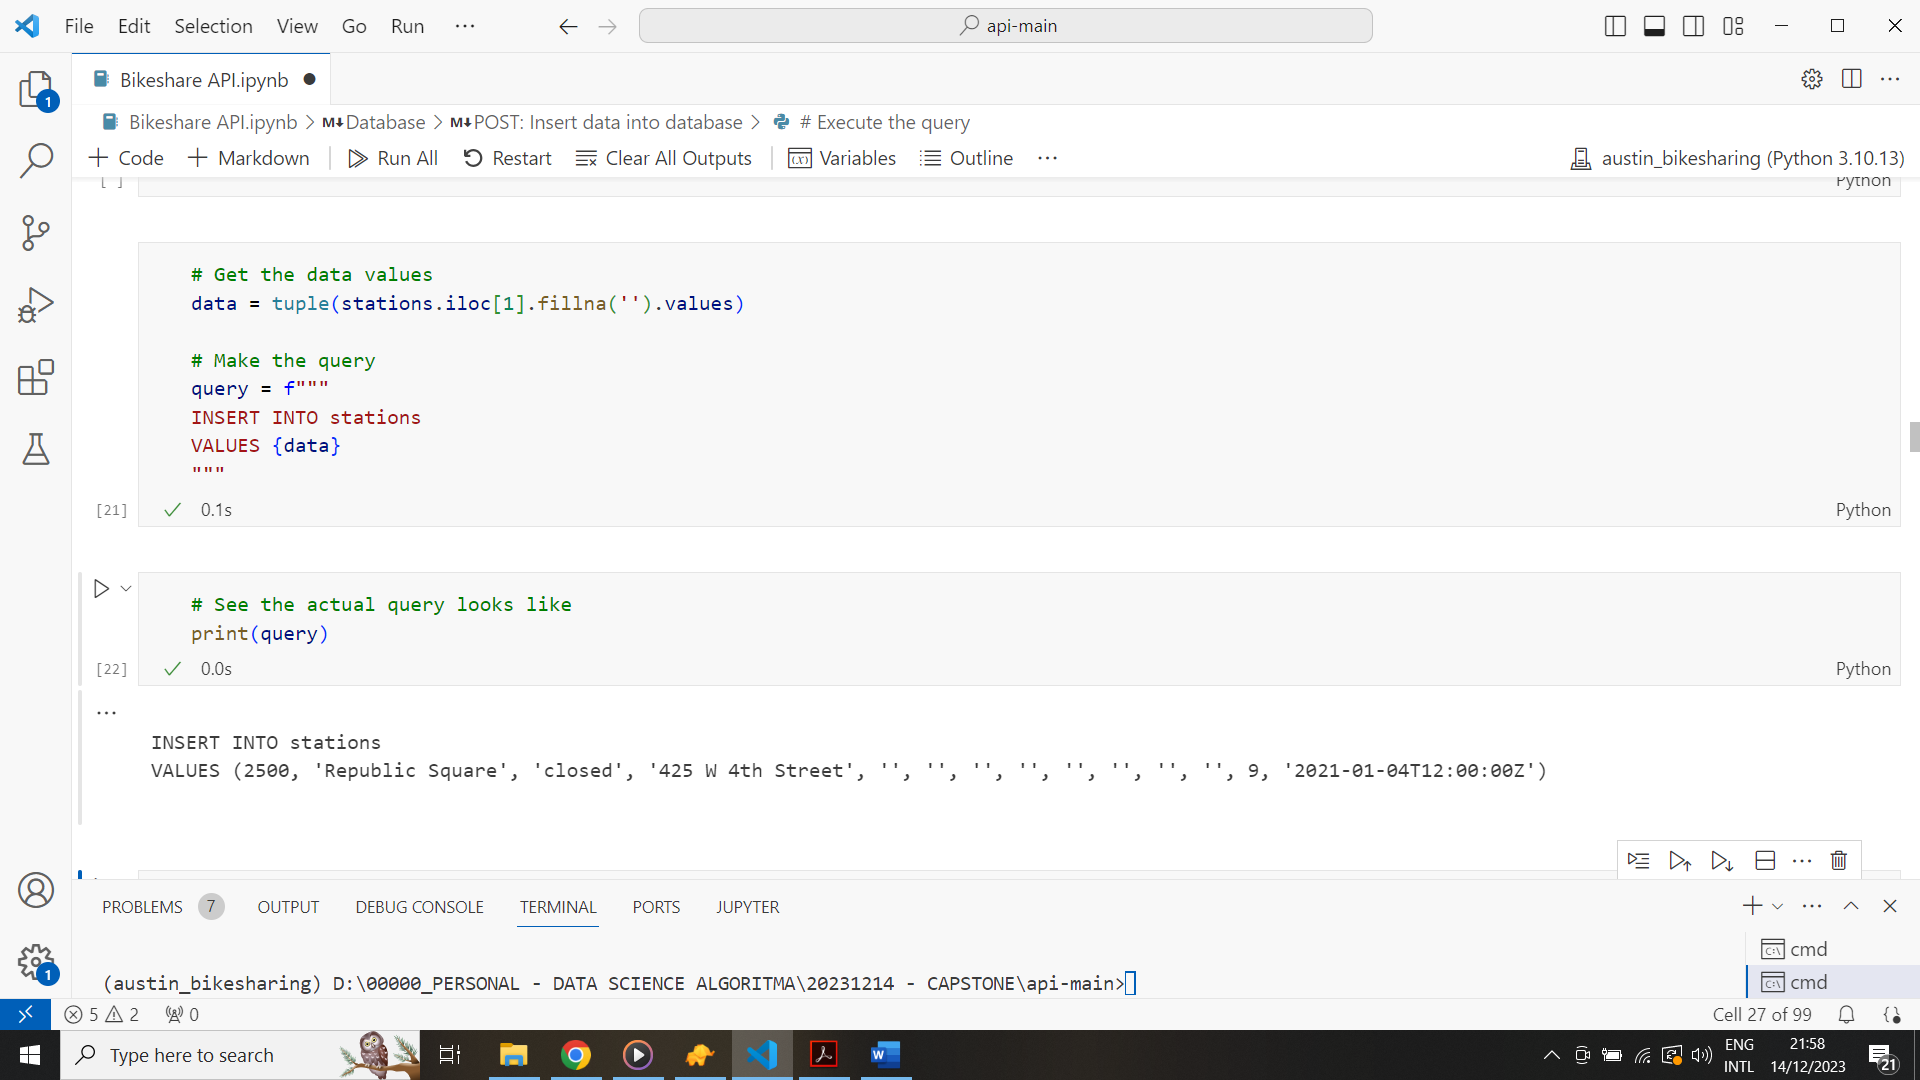 File Edit Selection View Go Run ··· api-main
Bikeshare API.ipynb
Bikeshare API.ipynb > M↓Database > M↓POST: Insert data into database > # Execute the query
+ Code + Markdown Run All Restart Clear All Outputs Variables Outline ··· austin_bikesharing (Python 3.10.13)
[ ] Python
# Get the data values
data = tuple(stations.iloc[1].fillna('').values)
# Make the query
query = f"""
INSERT INTO stations
VALUES {data}
"""
[21] 0.1s Python
# See the actual query looks like
print(query)
[22] 0.0s Python
···
INSERT INTO stations
VALUES (2500, 'Republic Square', 'closed', '425 W 4th Street', '', '', '', '', '', '', '', '', 9, '2021-01-04T12:00:00Z')
PROBLEMS 7 OUTPUT DEBUG CONSOLE TERMINAL PORTS JUPYTER
cmd
(austin_bikesharing) D:\00000_PERSONAL - DATA SCIENCE ALGORITMA\20231214 - CAPSTONE\api-main>
cmd
5 2 0 Cell 27 of 99
Type here to search
ENG
INTL
21:58
14/12/2023
21
1
1